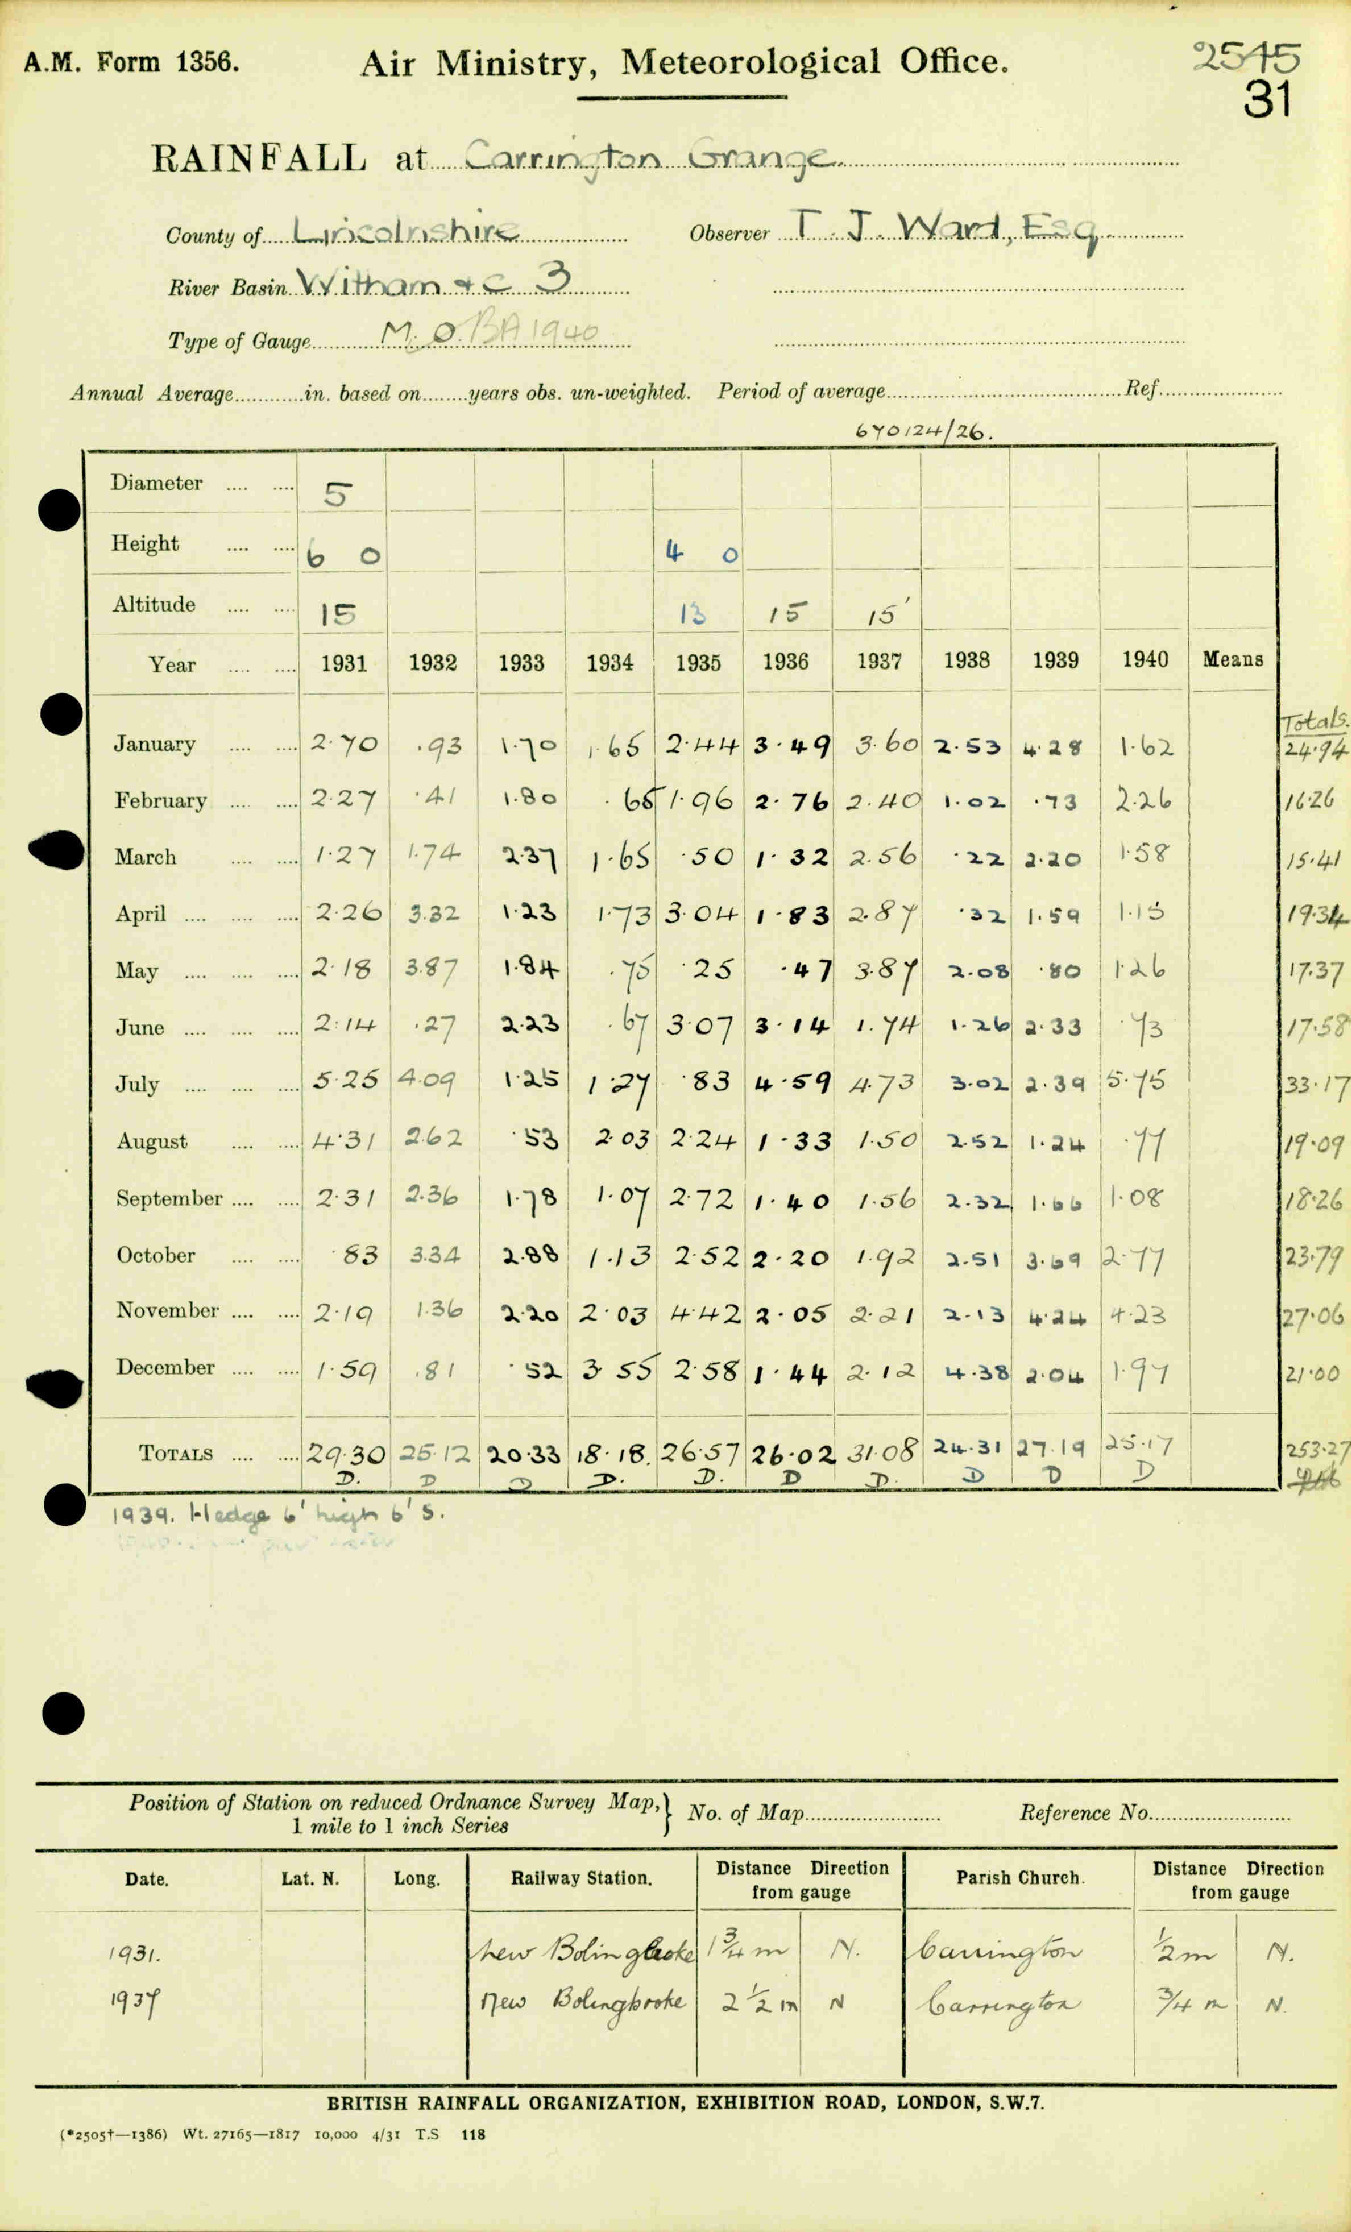 A.M. Form 1356.
Air Ministry, Meteorological Office.
2545
31
RAINFALL at Carrington Grange.
County of Lincolnshire Observer T. J. Ward, Esq.
River Basin Witham &c 3
Type of Gauge M.O. BA 1940
Annual Average............in. based on........years obs. un-weighted. Period of average........................................Ref......................
670124/26.
Diameter .... .... 5
Height .... .... 6 0 4 0
Altitude .... .... 15 13 15 15'
Year .... .... 1931 1932 1933 1934 1935 1936 1937 1938 1939 1940 Means
Totals.
January .... .... 2.70 .93 1.70 1.65 2.44 3.49 3.60 2.53 4.28 1.62 24.94
February .... .... 2.27 .41 1.80 .65 1.96 2.76 2.40 1.02 .73 2.26 16.26
March .... .... 1.27 1.74 2.37 1.65 .50 1.32 2.56 .22 2.20 1.58 15.41
April .... .... .... 2.26 3.32 1.23 1.73 3.04 1.83 2.87 .32 1.59 1.15 19.34
May .... .... .... 2.18 3.87 1.84 .75 .25 .47 3.87 2.08 .80 1.26 17.37
June .... .... .... 2.14 .27 2.23 .67 3.07 3.14 1.74 1.26 2.33 .73 17.58
July .... .... .... 5.25 4.09 1.25 1.27 .83 4.59 4.73 3.02 2.39 5.75 33.17
August .... .... 4.31 2.62 .53 2.03 2.24 1.33 1.50 2.52 1.24 .77 19.09
September .... .... 2.31 2.36 1.78 1.07 2.72 1.40 1.56 2.32 1.66 1.08 18.26
October .... .... 83 3.34 2.88 1.13 2.52 2.20 1.92 2.51 3.69 2.77 23.79
November .... .... 2.19 1.36 2.20 2.03 4.42 2.05 2.21 2.13 4.24 4.23 27.06
December .... .... 1.59 .81 .52 3.55 2.58 1.44 2.12 4.38 2.04 1.97 21.00
TOTALS .... .... 29.30 25.12 20.33 18.18. 26.57 26.02 31.08 24.31 27.19 25.17 253.27
D. D D D. D. D D. D D D
1939. Hedge 6' high 6' S.
Position of Station on reduced Ordnance Survey Map,} No. of Map........................ Reference No.........................
1 mile to 1 inch Series
Date. Lat. N. Long. Railway Station. Distance Direction from gauge Parish Church. Distance Direction from gauge
1931. New Bolingbroke 1 3/4 m N. Carrington 1/2 m N.
1937 New Bolingbroke 2 1/2 m N Carrington 3/4 m N.
BRITISH RAINFALL ORGANIZATION, EXHIBITION ROAD, LONDON, S.W.7.
(*2505†—1386) Wt. 27165—1817 10,000 4/31 T.S 118